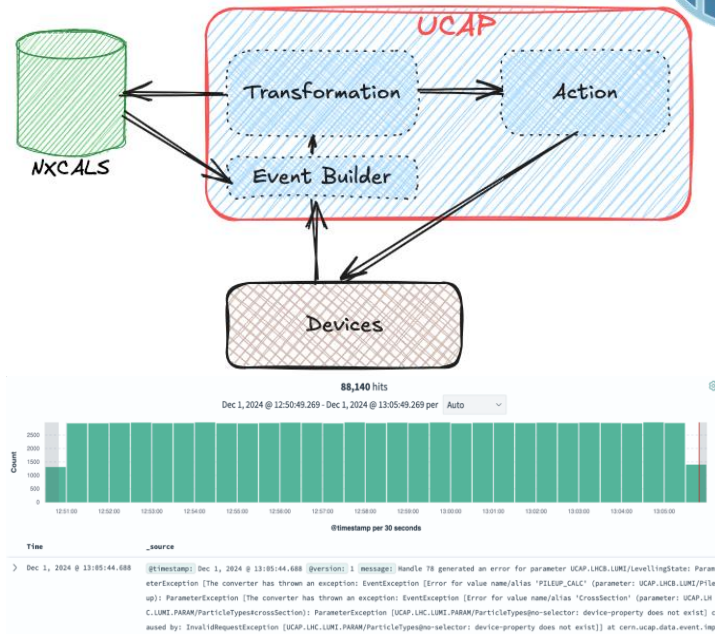 UCAP
Transformation
Action
NXCALS
Event Builder
Devices
88,140 hits
Dec 1, 2024 @ 12:50:49.269 - Dec 1, 2024 @ 13:05:49.269 per Auto
Count
2500
2000
1500
1000
500
0
12:51:00 12:52:00 12:53:00 12:54:00 12:55:00 12:56:00 12:57:00 12:58:00 12:59:00 13:00:00 13:01:00 13:02:00 13:03:00 13:04:00 13:05:00
@timestamp per 30 seconds
Time _source
Dec 1, 2024 @ 13:05:44.688 @timestamp: Dec 1, 2024 @ 13:05:44.688 @version: 1 message: Handle 78 generated an error for parameter UCAP.LHCB.LUMI/LevellingState: Param
eterException [The converter has thrown an exception: EventException [Error for value name/alias 'PILEUP_CALC' (parameter: UCAP.LHCB.LUMI/Pile
up): ParameterException [The converter has thrown an exception: EventException [Error for value name/alias 'CrossSection' (parameter: UCAP.LH
C.LUMI.PARAM/ParticleTypes#crossSection): ParameterException [UCAP.LHC.LUMI.PARAM/ParticleTypes@no-selector: device-property does not exist] c
aused by: InvalidRequestException [UCAP.LHC.LUMI.PARAM/ParticleTypes@no-selector: device-property does not exist]] at cern.ucap.data.event.imp